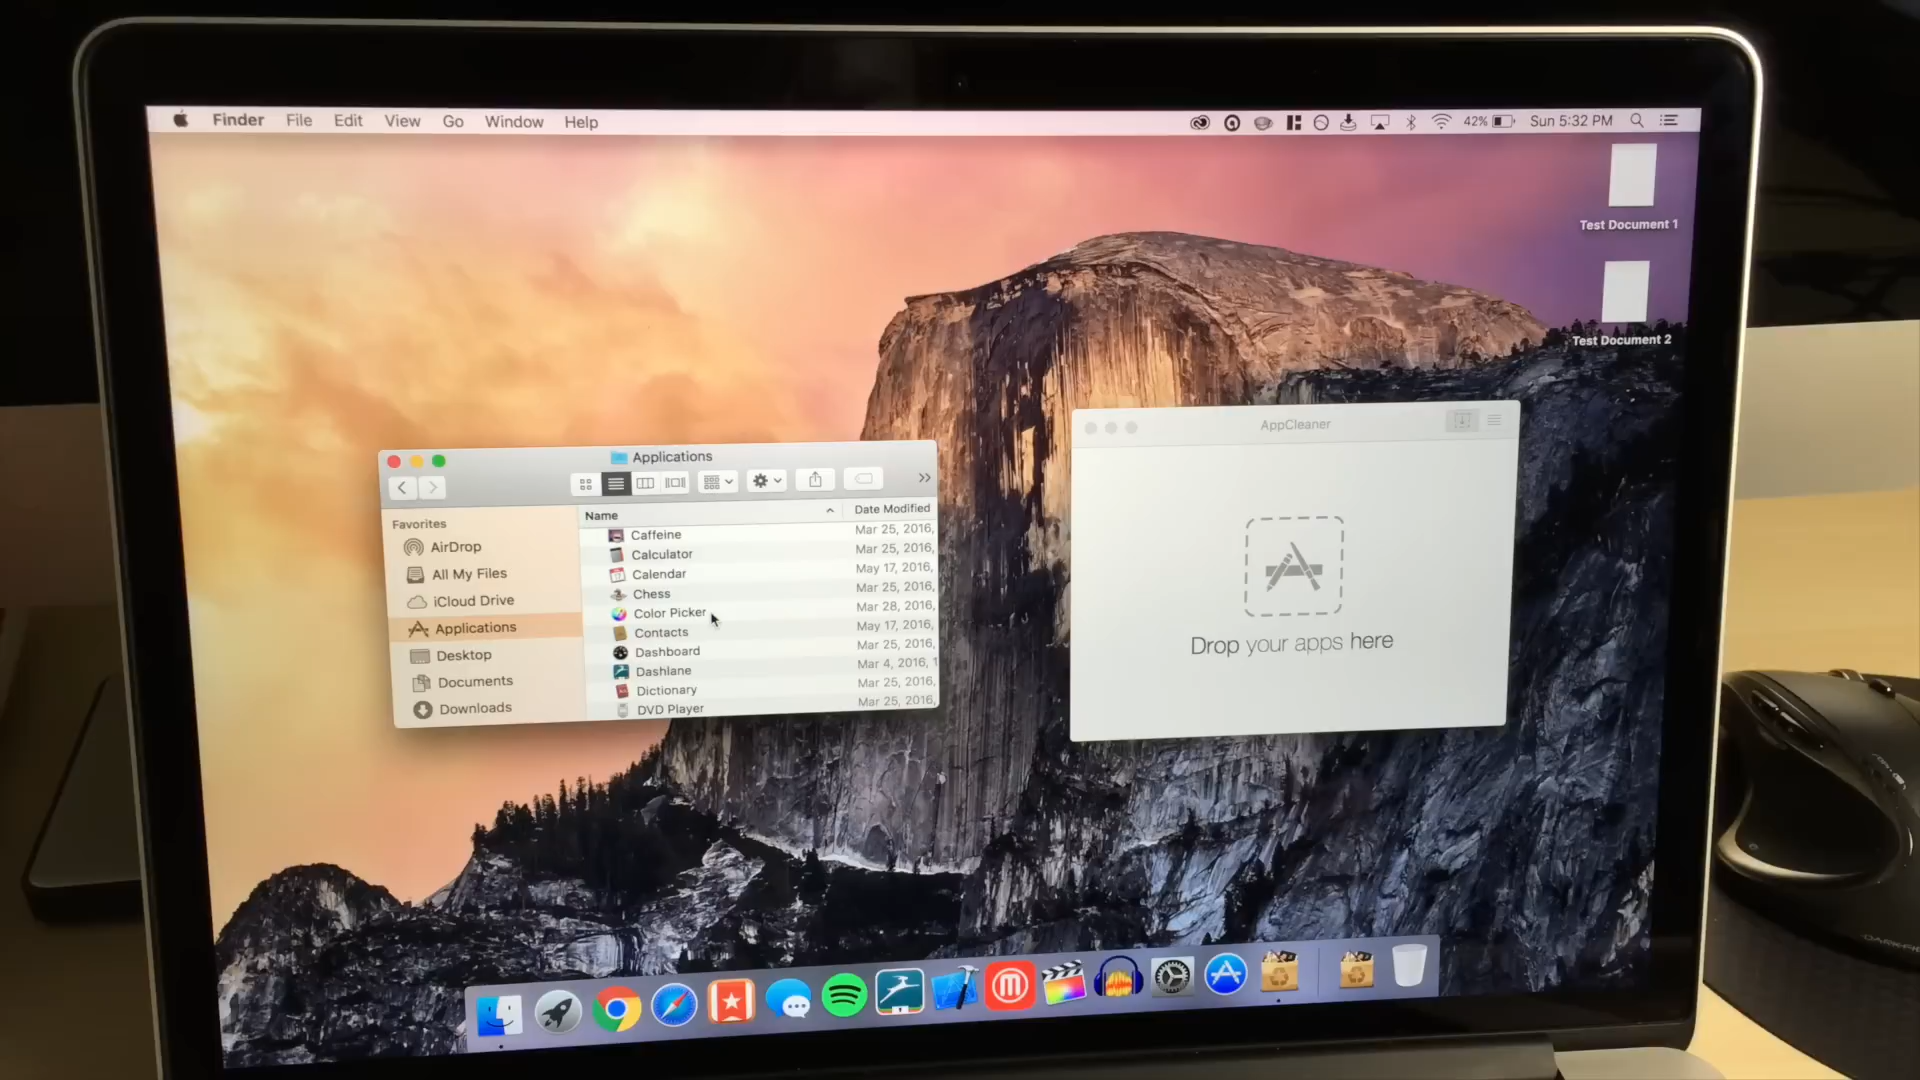 Finder File Edit View Go Window Help 42% Sun 5:32 PM
Test Document 1
Test Document 2
Applications
Favorites
AirDrop
All My Files
iCloud Drive
Applications
Desktop
Documents
Downloads
Name Date Modified
Caffeine Mar 25, 2016,
Calculator Mar 25, 2016,
Calendar May 17, 2016,
Chess Mar 25, 2016,
Color Picker Mar 28, 2016,
Contacts May 17, 2016,
Dashboard Mar 25, 2016,
Dashlane Mar 4, 2016, 1
Dictionary Mar 25, 2016,
DVD Player Mar 25, 2016,
AppCleaner
Drop your apps here